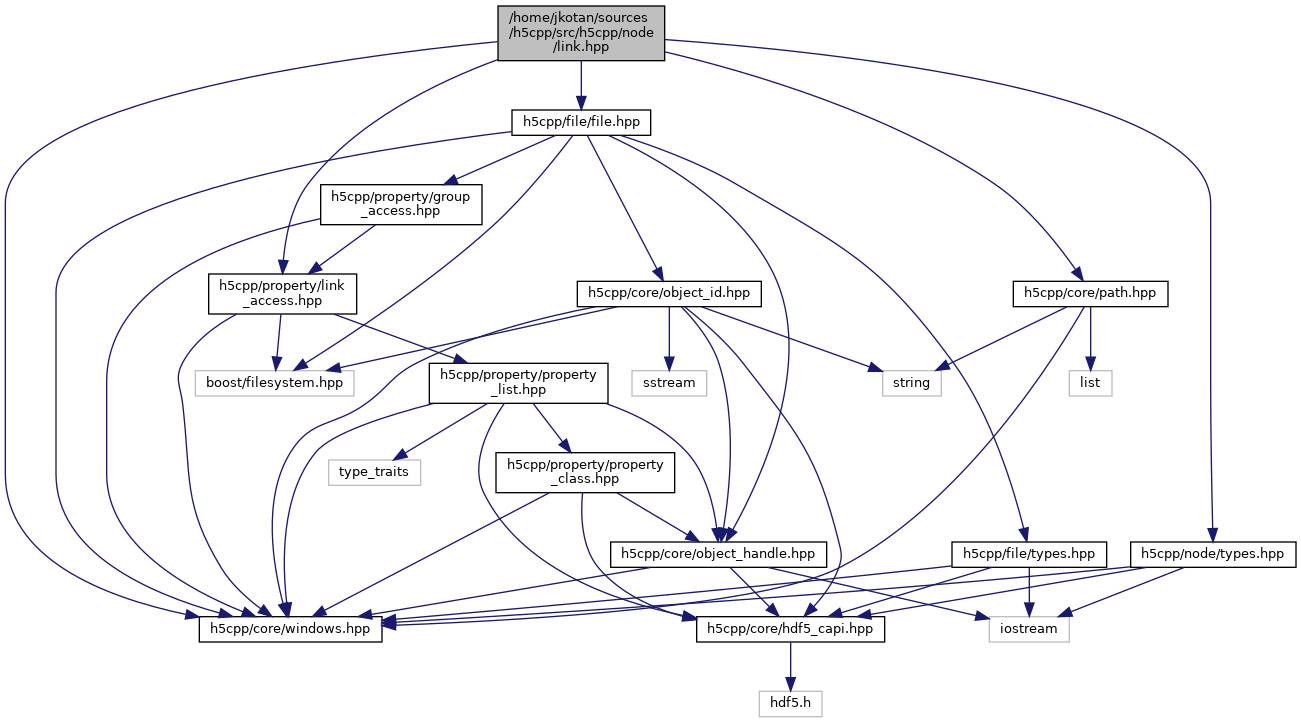 /home/jkotan/sources
/h5cpp/src/h5cpp/node
/link.hpp
h5cpp/file/file.hpp
h5cpp/property/group
_access.hpp
h5cpp/property/link
_access.hpp
h5cpp/core/object_id.hpp
h5cpp/core/path.hpp
boost/filesystem.hpp
h5cpp/property/property
_list.hpp
sstream
string
list
type_traits
h5cpp/property/property
_class.hpp
h5cpp/core/object_handle.hpp
h5cpp/file/types.hpp
h5cpp/node/types.hpp
h5cpp/core/windows.hpp
h5cpp/core/hdf5_capi.hpp
iostream
hdf5.h